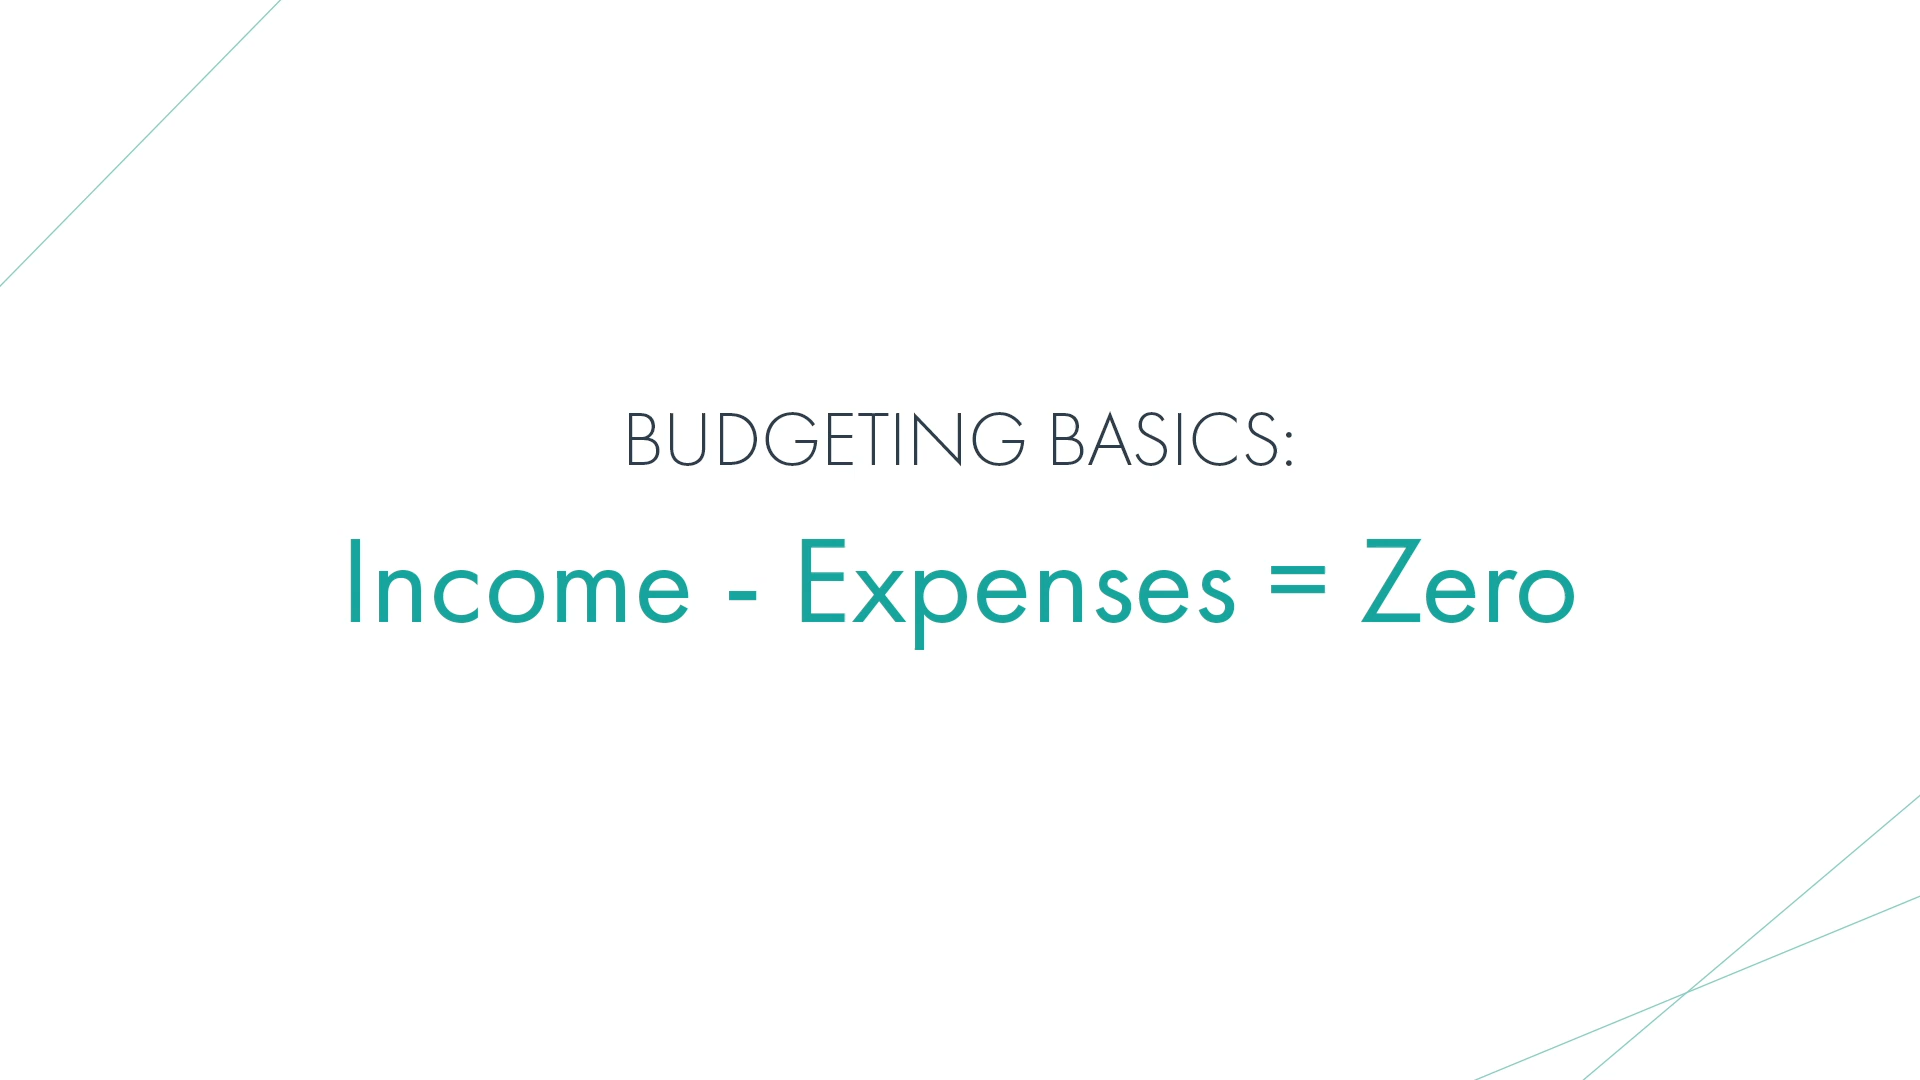 BUDGETING BASICS:
Income - Expenses = Zero